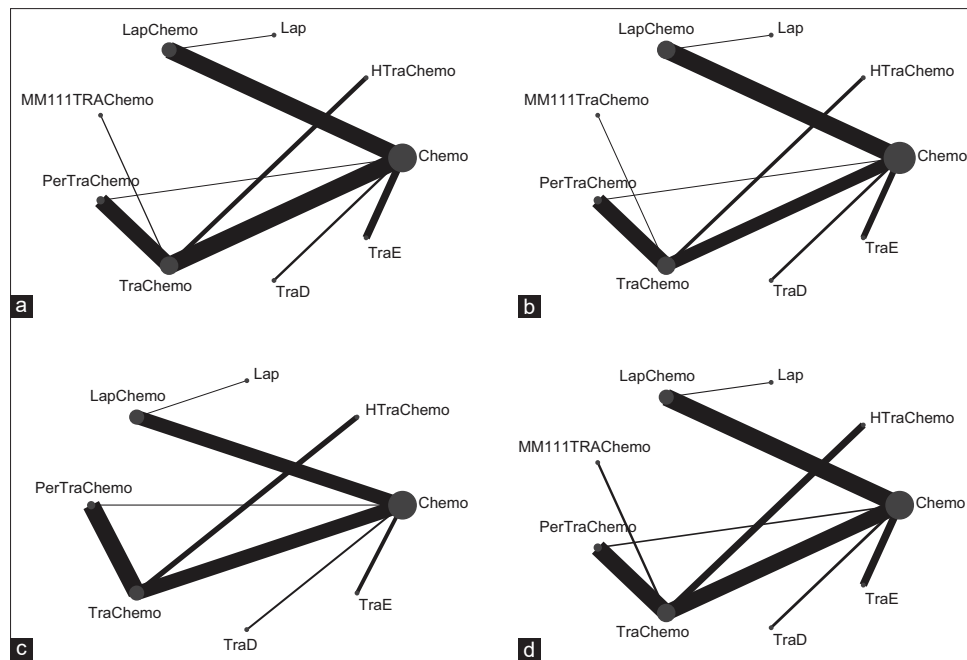 Lap
LapChemo
HTraChemo
MM111TRAChemo
Chemo
PerTraChemo
TraE
TraChemo
TraD
a
Lap
LapChemo
HTraChemo
MM111TraChemo
Chemo
PerTraChemo
TraE
TraChemo
TraD
b
Lap
LapChemo
HTraChemo
PerTraChemo
Chemo
TraChemo
TraE
TraD
c
Lap
LapChemo
HTraChemo
MM111TRAChemo
Chemo
PerTraChemo
TraE
TraChemo
TraD
d